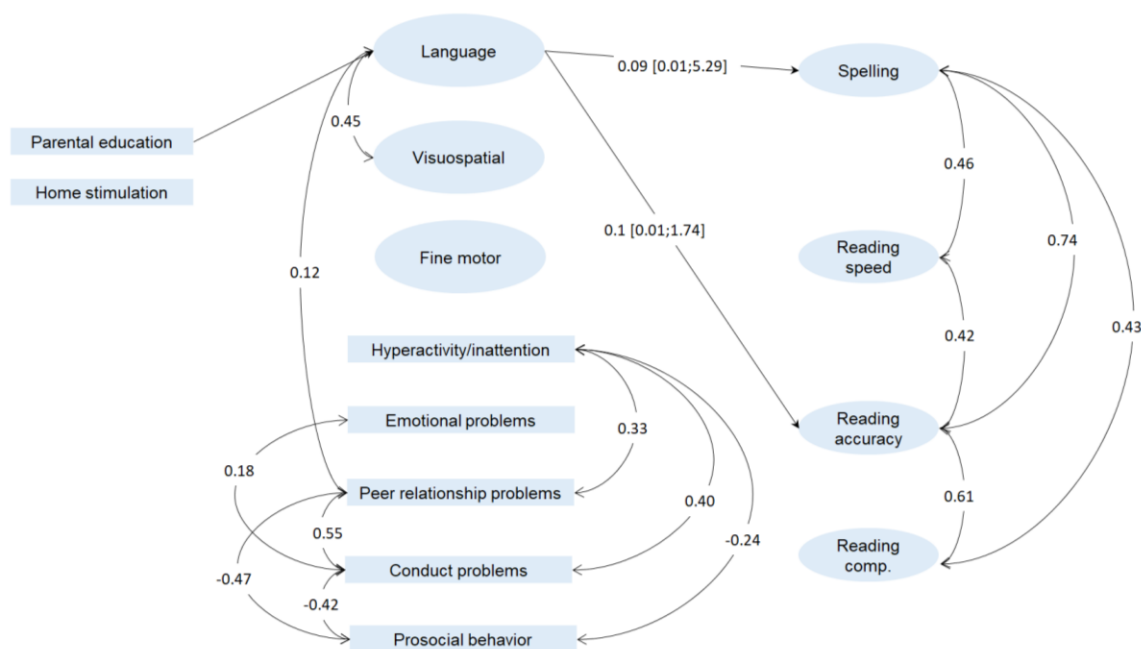 Language
0.09 [0.01;5.29]
Spelling
0.45
Parental education
Visuospatial
0.46
Home stimulation
0.1 [0.01;1.74]
Reading
speed
0.74
Fine motor
0.12
0.43
Hyperactivity/inattention
0.42
Emotional problems
0.33
Reading
accuracy
0.18
Peer relationship problems
0.40
0.61
0.55
-0.24
Reading
comp.
Conduct problems
-0.47
-0.42
Prosocial behavior